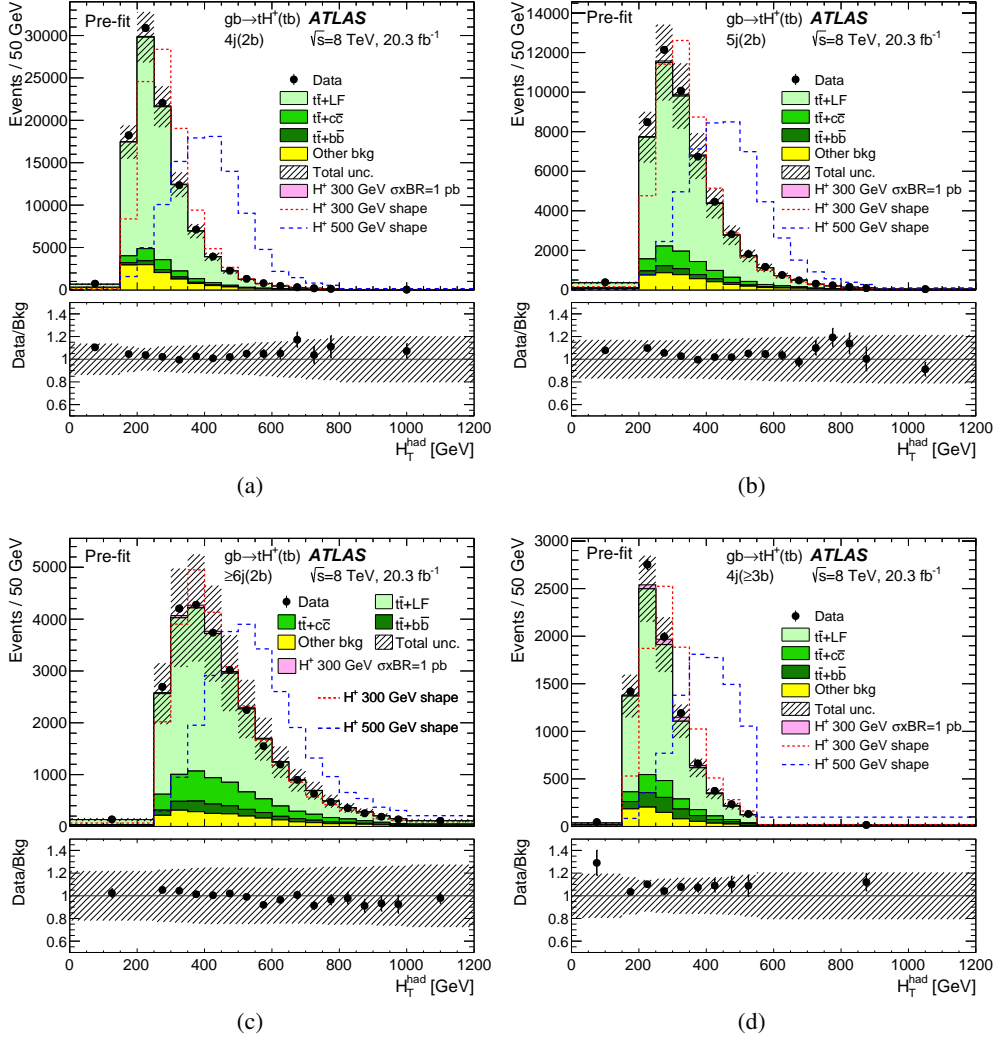 Pre-fit
gb→tH⁺(tb) ATLAS
4j(2b) √s=8 TeV, 20.3 fb⁻¹
Data
tt̄+LF
tt̄+cc̄
tt̄+bb̄
Other bkg
Total unc.
H⁺ 300 GeV σxBR=1 pb
H⁺ 300 GeV shape
H⁺ 500 GeV shape
Events / 50 GeV
30000
25000
20000
15000
10000
5000
0
Data/Bkg
1.4
1.2
1
0.8
0.6
0 200 400 600 800 1000 1200
H_T^had [GeV]
(a)
Pre-fit
gb→tH⁺(tb) ATLAS
5j(2b) √s=8 TeV, 20.3 fb⁻¹
Data
tt̄+LF
tt̄+cc̄
tt̄+bb̄
Other bkg
Total unc.
H⁺ 300 GeV σxBR=1 pb
H⁺ 300 GeV shape
H⁺ 500 GeV shape
Events / 50 GeV
14000
12000
10000
8000
6000
4000
2000
0
Data/Bkg
1.4
1.2
1
0.8
0.6
0 200 400 600 800 1000 1200
H_T^had [GeV]
(b)
Pre-fit
gb→tH⁺(tb) ATLAS
≥6j(2b) √s=8 TeV, 20.3 fb⁻¹
Data tt̄+LF
tt̄+cc̄ tt̄+bb̄
Other bkg Total unc.
H⁺ 300 GeV σxBR=1 pb
H⁺ 300 GeV shape
H⁺ 500 GeV shape
Events / 50 GeV
5000
4000
3000
2000
1000
0
Data/Bkg
1.4
1.2
1
0.8
0.6
0 200 400 600 800 1000 1200
H_T^had [GeV]
(c)
Pre-fit
gb→tH⁺(tb) ATLAS
4j(≥3b) √s=8 TeV, 20.3 fb⁻¹
Data
tt̄+LF
tt̄+cc̄
tt̄+bb̄
Other bkg
Total unc.
H⁺ 300 GeV σxBR=1 pb
H⁺ 300 GeV shape
H⁺ 500 GeV shape
Events / 50 GeV
3000
2500
2000
1500
1000
500
0
Data/Bkg
1.4
1.2
1
0.8
0.6
0 200 400 600 800 1000 1200
H_T^had [GeV]
(d)